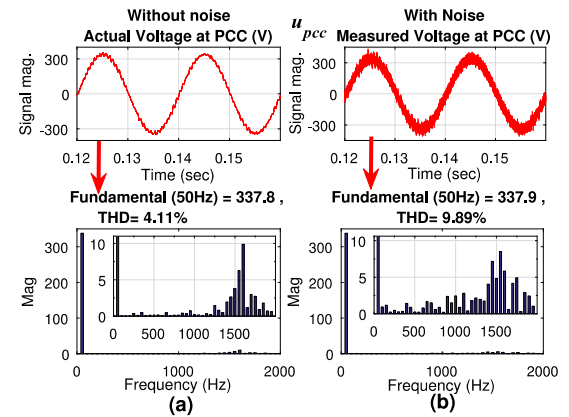 Without noise
Actual Voltage at PCC (V)
u_pcc
With Noise
Measured Voltage at PCC (V)
Signal mag.
300
0
-300
0.12
0.13
0.14
0.15
Time (sec)
Signal mag.
300
0
-300
0.12
0.13
0.14
0.15
Time (sec)
Fundamental (50Hz) = 337.8 ,
THD= 4.11%
Fundamental (50Hz) = 337.9 ,
THD= 9.89%
Mag
300
200
100
0
10
5
0
0
500
1000
1500
0
1000
2000
Frequency (Hz)
(a)
Mag
300
200
100
0
10
5
0
0
500
1000
1500
0
1000
2000
Frequency (Hz)
(b)